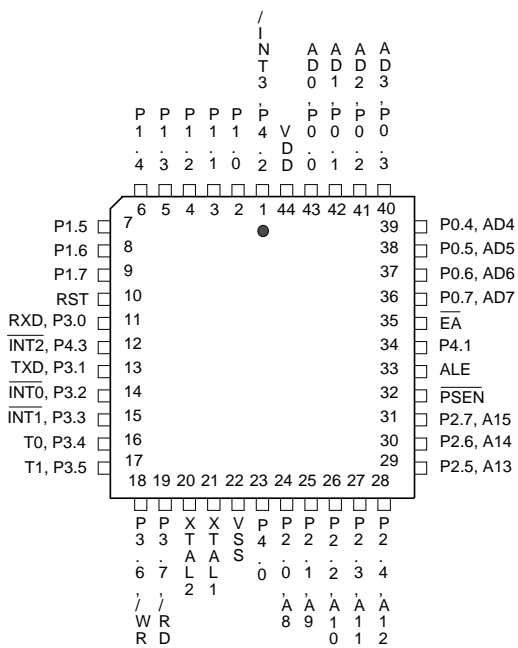 P1.4
P1.3
P1.2
P1.1
P1.0
/INT3, P4.2
VDD
AD0, P0.0
AD1, P0.1
AD2, P0.2
AD3, P0.3
6
5
4
3
2
1
44
43
42
41
40
P1.5 7
P1.6 8
P1.7 9
RST 10
RXD, P3.0 11
INT2, P4.3 12
TXD, P3.1 13
INT0, P3.2 14
INT1, P3.3 15
T0, P3.4 16
T1, P3.5 17
39 P0.4, AD4
38 P0.5, AD5
37 P0.6, AD6
36 P0.7, AD7
35 EA
34 P4.1
33 ALE
32 PSEN
31 P2.7, A15
30 P2.6, A14
29 P2.5, A13
18
19
20
21
22
23
24
25
26
27
28
P3.6, /WR
P3.7, /RD
XTAL2
XTAL1
VSS
P4.0
P2.0, A8
P2.1, A9
P2.2, A10
P2.3, A11
P2.4, A12